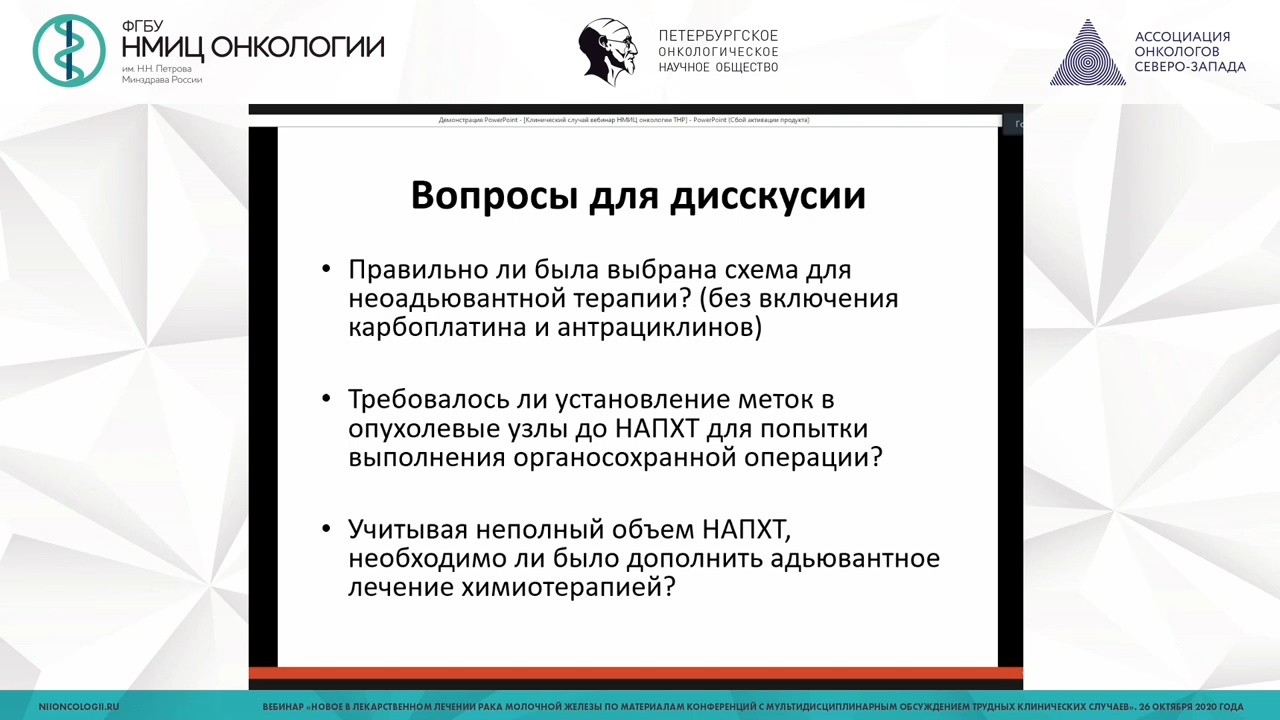 ФГБУ
НМИЦ ОНКОЛОГИИ
им. Н.Н. Петрова
Минздрава России
ПЕТЕРБУРГСКОЕ
ОНКОЛОГИЧЕСКОЕ
НАУЧНОЕ ОБЩЕСТВО
АССОЦИАЦИЯ
ОНКОЛОГОВ
СЕВЕРО-ЗАПАДА
Демонстрация PowerPoint - [Клинический случай вебинар НМИЦ онкологии ТНР] - PowerPoint (Сбой активации продукта)
Вопросы для дисскусии
• Правильно ли была выбрана схема для
неоадьювантной терапии? (без включения
карбоплатина и антрациклинов)
• Требовалось ли установление меток в
опухолевые узлы до НАПХТ для попытки
выполнения органосохранной операции?
• Учитывая неполный объем НАПХТ,
необходимо ли было дополнить адьювантное
лечение химиотерапией?
NIIONCOLOGII.RU
ВЕБИНАР «НОВОЕ В ЛЕКАРСТВЕННОМ ЛЕЧЕНИИ РАКА МОЛОЧНОЙ ЖЕЛЕЗЫ ПО МАТЕРИАЛАМ КОНФЕРЕНЦИЙ С МУЛЬТИДИСЦИПЛИНАРНЫМ ОБСУЖДЕНИЕМ ТРУДНЫХ КЛИНИЧЕСКИХ СЛУЧАЕВ». 26 ОКТЯБРЯ 2020 ГОДА